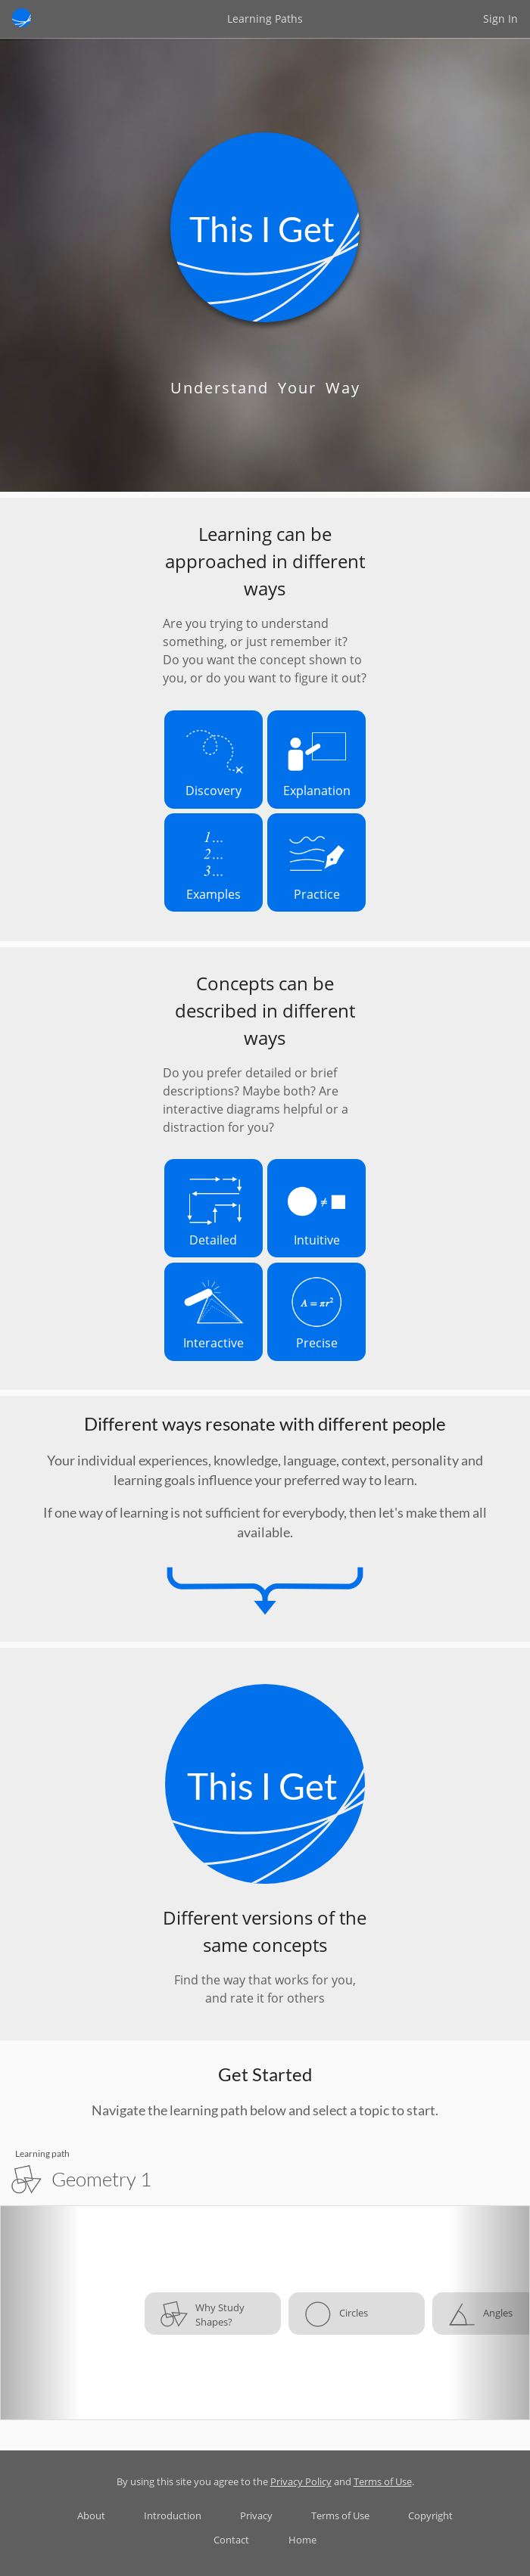 Learning Paths
Sign In
This I Get
Understand Your Way
Learning can be
approached in different
ways
Are you trying to understand
something, or just remember it?
Do you want the concept shown to
you, or do you want to figure it out?
Discovery
Explanation
1...
2...
3...
Examples
Practice
Concepts can be
described in different
ways
Do you prefer detailed or brief
descriptions? Maybe both? Are
interactive diagrams helpful or a
distraction for you?
Detailed
≠
Intuitive
Interactive
A = πr²
Precise
Different ways resonate with different people
Your individual experiences, knowledge, language, context, personality and
learning goals influence your preferred way to learn.
If one way of learning is not sufficient for everybody, then let's make them all
available.
This I Get
Different versions of the
same concepts
Find the way that works for you,
and rate it for others
Get Started
Navigate the learning path below and select a topic to start.
Learning path
Geometry 1
Why Study
Shapes?
Circles
Angles
By using this site you agree to the Privacy Policy and Terms of Use.
About Introduction Privacy Terms of Use Copyright
Contact Home